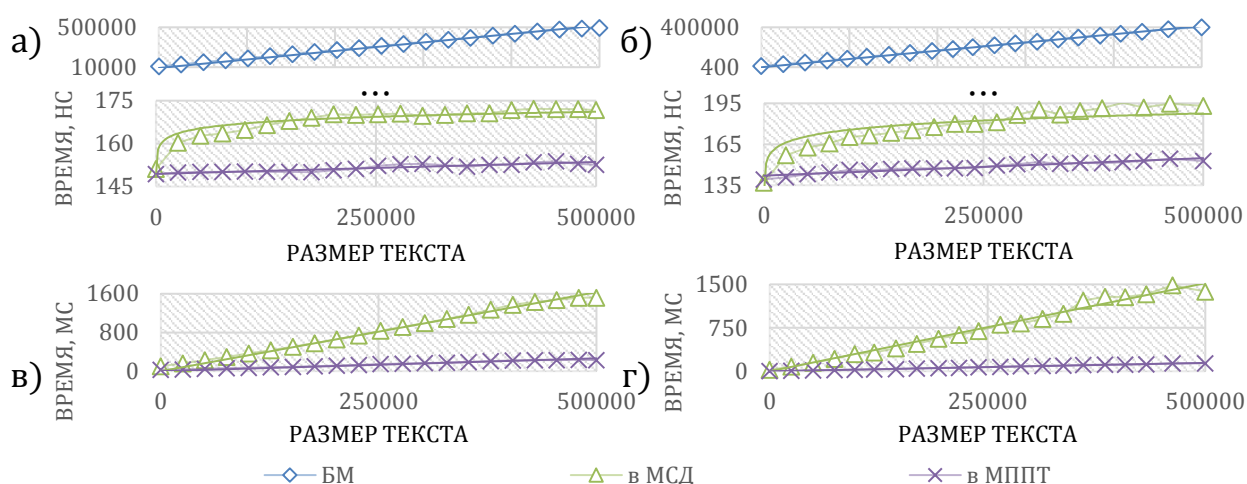 а)
500000
10000
...
175
160
145
ВРЕМЯ, НС
0 250000 500000
РАЗМЕР ТЕКСТА
б)
400000
400
...
195
165
135
ВРЕМЯ, НС
0 250000 500000
РАЗМЕР ТЕКСТА
в)
1600
800
0
ВРЕМЯ, МС
0 250000 500000
РАЗМЕР ТЕКСТА
г)
1500
750
0
ВРЕМЯ, МС
0 250000 500000
РАЗМЕР ТЕКСТА
БМ в МСД в МППТ